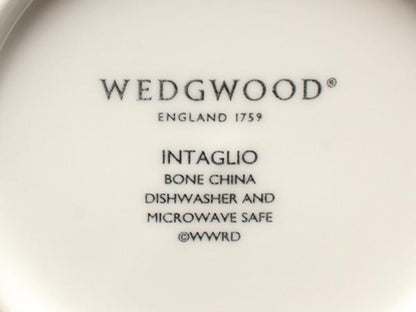 WEDGWOOD®
ENGLAND 1759
INTAGLIO
BONE CHINA
DISHWASHER AND
MICROWAVE SAFE
©WWRD